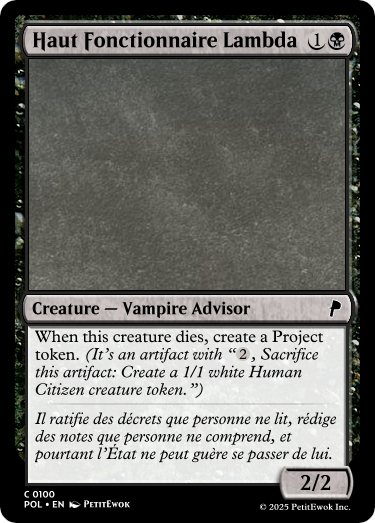 Haut Fonctionnaire Lambda 1
Creature — Vampire Advisor
When this creature dies, create a Project
token. (It's an artifact with “2, Sacrifice
this artifact: Create a 1/1 white Human
Citizen creature token.”)
Il ratifie des décrets que personne ne lit, rédige
des notes que personne ne comprend, et
pourtant l'État ne peut guère se passer de lui.
2/2
C 0100
POL • EN PetitEwok
© 2025 PetitEwok Inc.